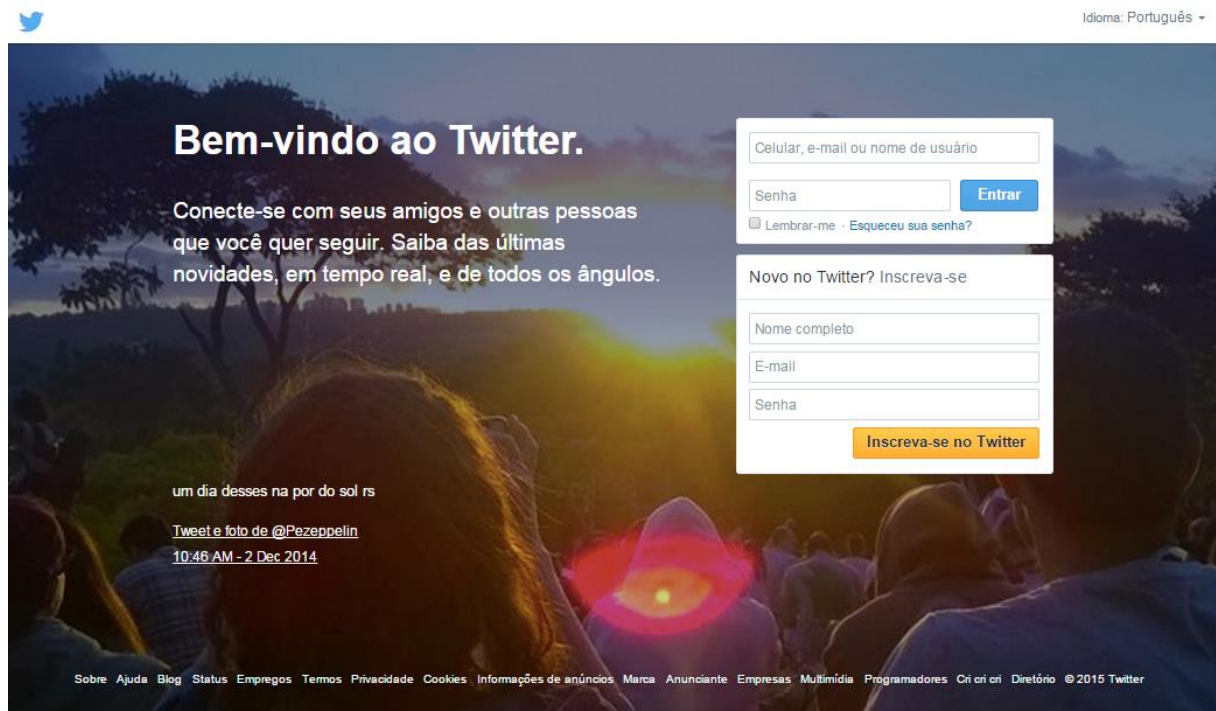 Idioma: Português
Bem-vindo ao Twitter.
Conecte-se com seus amigos e outras pessoas
que você quer seguir. Saiba das últimas
novidades, em tempo real, e de todos os ângulos.
um dia desses na por do sol rs
Tweet e foto de @Pezeppelin
10:46 AM - 2 Dec 2014
Celular, e-mail ou nome de usuário
Senha
Entrar
Lembrar-me · Esqueceu sua senha?
Novo no Twitter? Inscreva-se
Nome completo
E-mail
Senha
Inscreva-se no Twitter
Sobre Ajuda Blog Status Empregos Termos Privacidade Cookies Informações de anúncios Marca Anunciante Empresas Multimídia Programadores Cri cri cri Diretório © 2015 Twitter